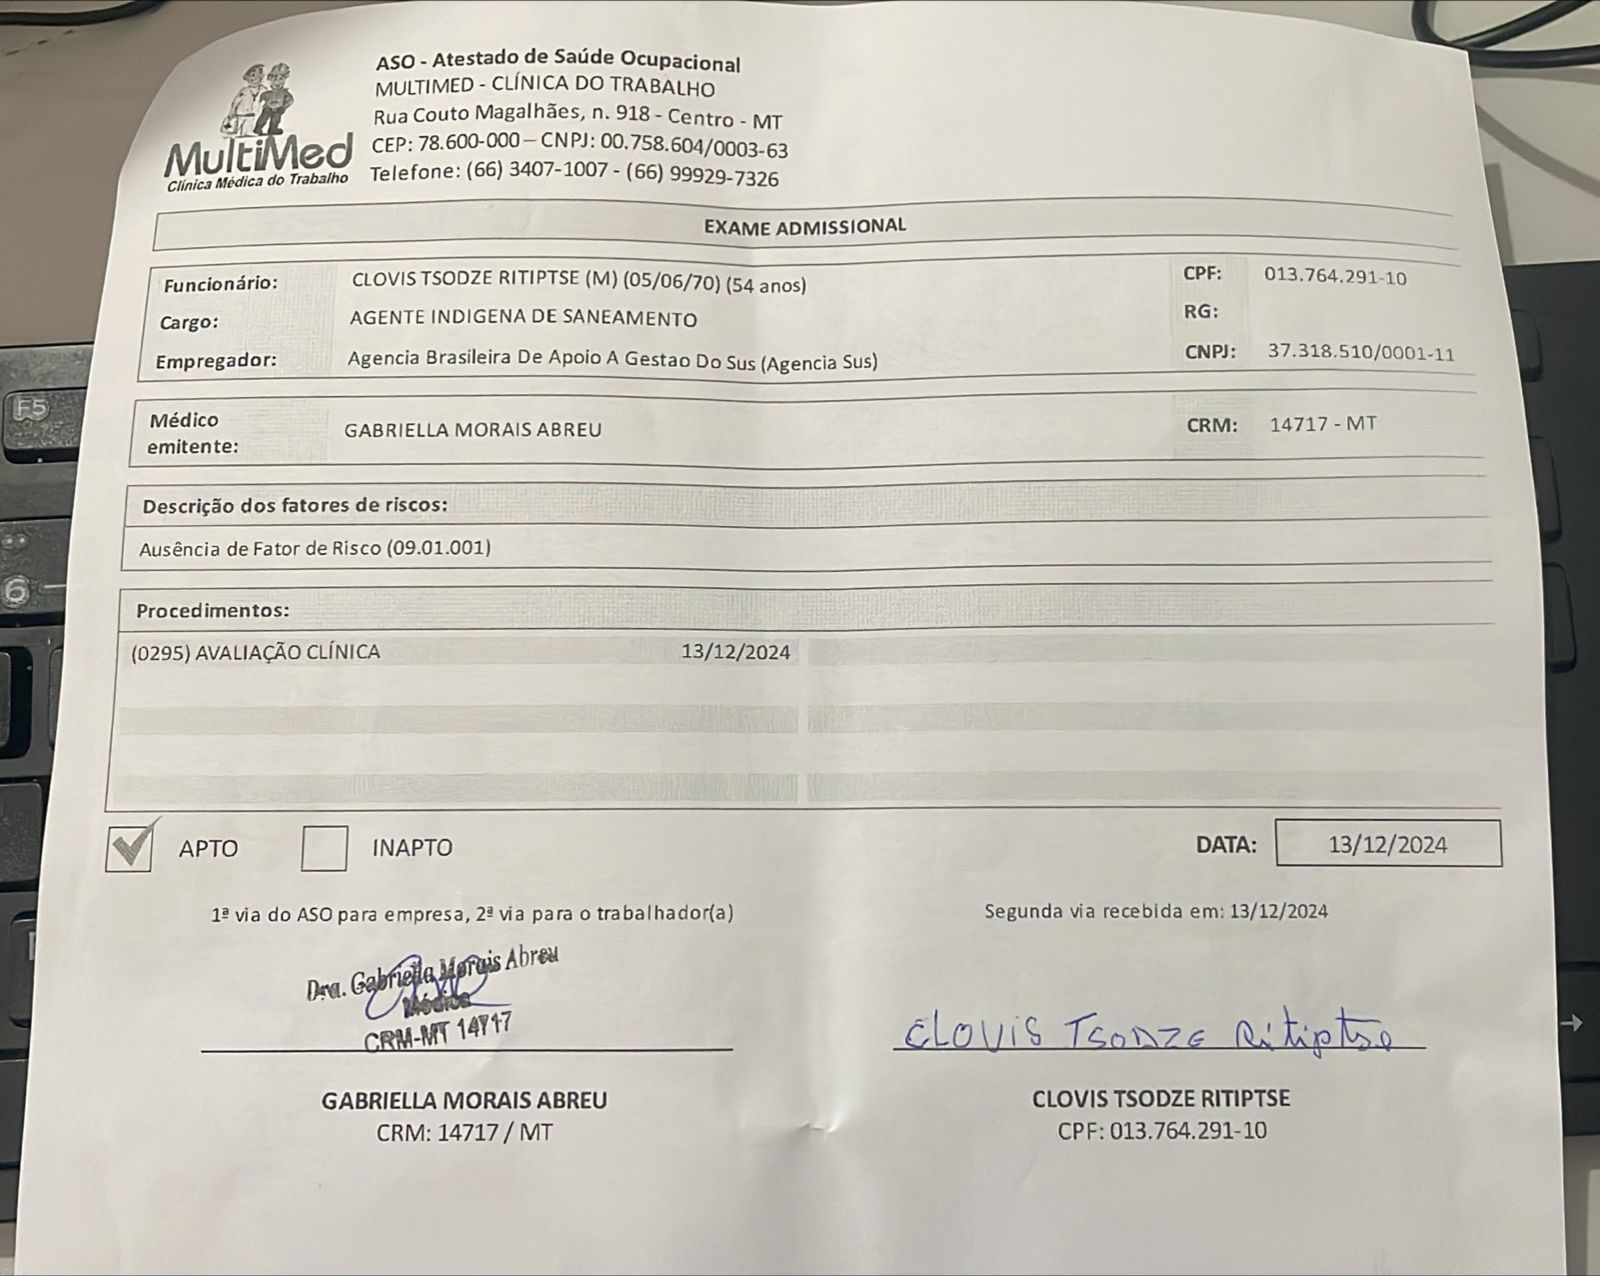 ASO - Atestado de Saúde Ocupacional
MULTIMED - CLÍNICA DO TRABALHO
Rua Couto Magalhães, n. 918 - Centro - MT
CEP: 78.600-000 – CNPJ: 00.758.604/0003-63
Telefone: (66) 3407-1007 - (66) 99929-7326
MultiMed
Clínica Médica do Trabalho
EXAME ADMISSIONAL
Funcionário: CLOVIS TSODZE RITIPTSE (M) (05/06/70) (54 anos) CPF: 013.764.291-10
Cargo: AGENTE INDIGENA DE SANEAMENTO RG:
Empregador: Agencia Brasileira De Apoio A Gestao Do Sus (Agencia Sus) CNPJ: 37.318.510/0001-11
Médico emitente: GABRIELLA MORAIS ABREU CRM: 14717 - MT
Descrição dos fatores de riscos:
Ausência de Fator de Risco (09.01.001)
Procedimentos:
(0295) AVALIAÇÃO CLÍNICA 13/12/2024
APTO INAPTO DATA: 13/12/2024
1ª via do ASO para empresa, 2ª via para o trabalhador(a) Segunda via recebida em: 13/12/2024
Dra. Gabriella Morais Abreu
Médica
CRM-MT 14717
CLOVIS TSODZE Ritiptse
GABRIELLA MORAIS ABREU CLOVIS TSODZE RITIPTSE
CRM: 14717 / MT CPF: 013.764.291-10
F5
6